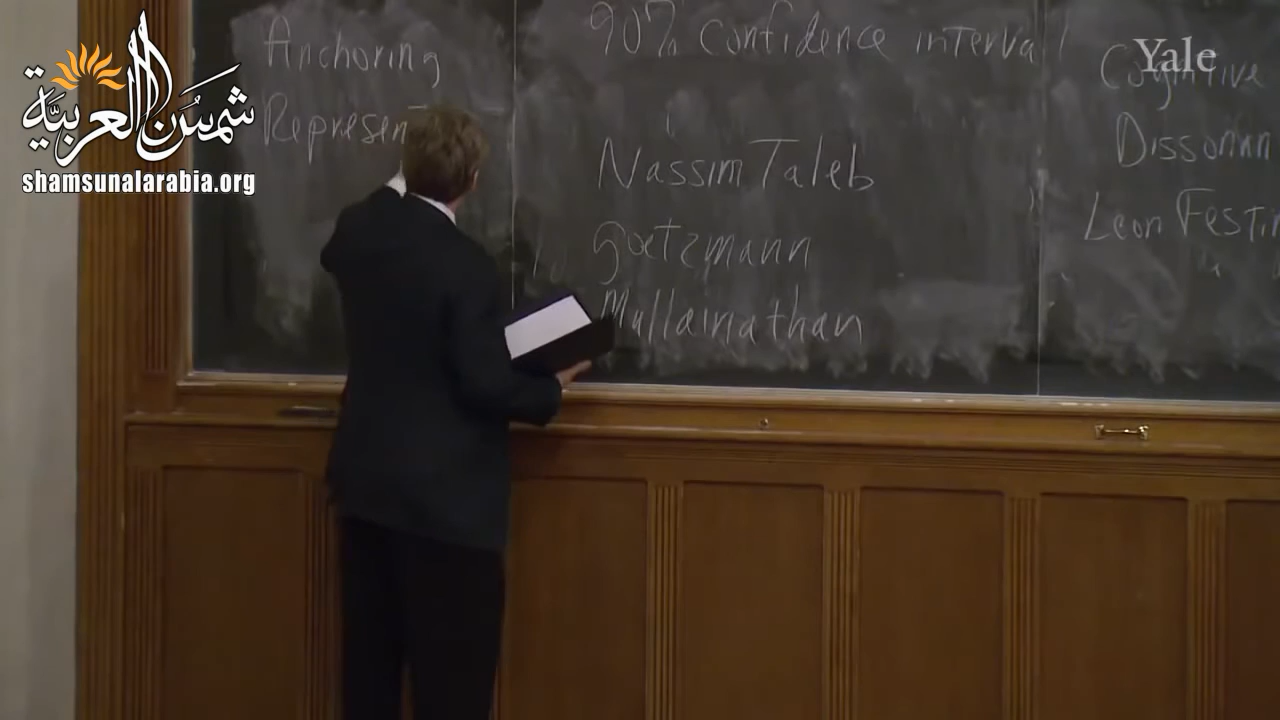 Anchoring
Represen
90% Confidence interval
Nassim Taleb
Goetzmann
Mullainathan
Yale
Cognitive
Dissonan
Leon Festin
شمس العربية
shamsunalarabia.org